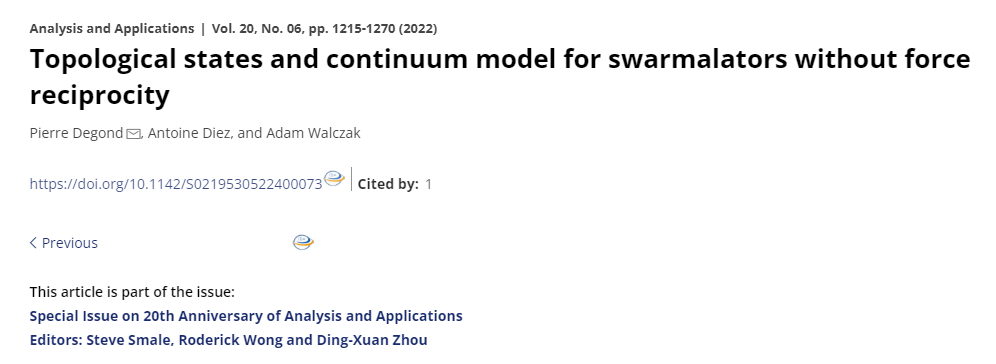 Analysis and Applications | Vol. 20, No. 06, pp. 1215-1270 (2022)
Topological states and continuum model for swarmalators without force
reciprocity
Pierre Degond, Antoine Diez, and Adam Walczak
https://doi.org/10.1142/S0219530522400073 | Cited by: 1
< Previous
This article is part of the issue:
Special Issue on 20th Anniversary of Analysis and Applications
Editors: Steve Smale, Roderick Wong and Ding-Xuan Zhou